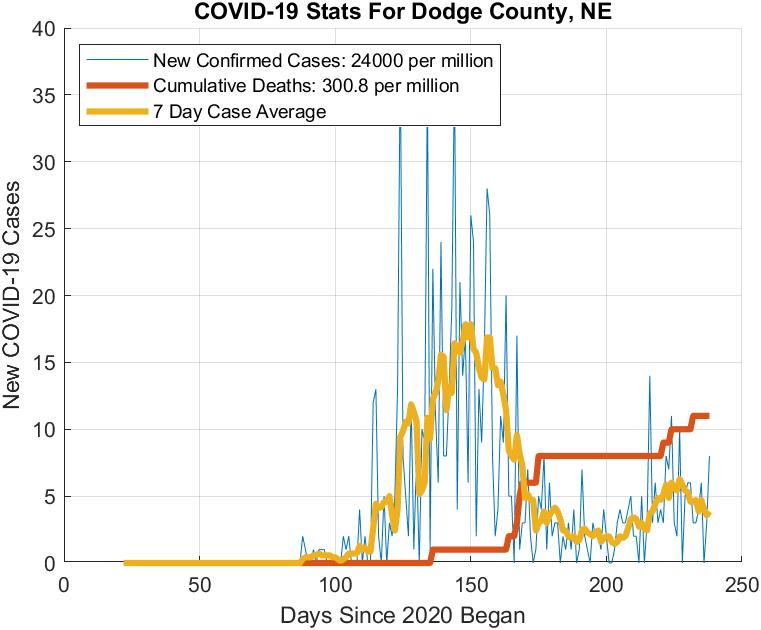 COVID-19 Stats For Dodge County, NE
40
35
30
25
20
15
10
5
0
New COVID-19 Cases
New Confirmed Cases: 24000 per million
Cumulative Deaths: 300.8 per million
7 Day Case Average
0 50 100 150 200 250
Days Since 2020 Began